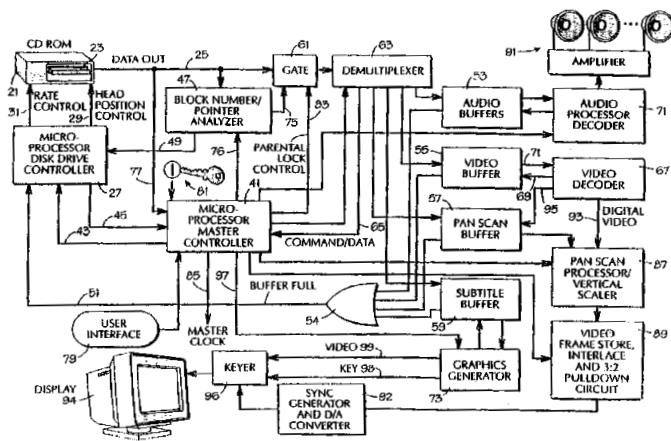 CD ROM
23
DATA OUT
25
21
31
RATE
CONTROL
29
HEAD
POSITION
CONTROL
47
BLOCK NUMBER/
POINTER
ANALYZER
61
GATE
63
DEMULTIPLEXER
91
AMPLIFIER
53
AUDIO
BUFFERS
AUDIO
PROCESSOR
DECODER
71
MICRO-
PROCESSOR
DISK DRIVE
CONTROLLER
27
49
77
76
75
83
PARENTAL
LOCK
CONTROL
81
55
VIDEO
BUFFER
71
69
95
VIDEO
DECODER
67
41
MICRO-
PROCESSOR
MASTER
CONTROLLER
45
43
65
COMMAND/DATA
57
PAN SCAN
BUFFER
93
DIGITAL
VIDEO
PAN SCAN
PROCESSOR/
VERTICAL
SCALER
87
85
97
51
BUFFER FULL
54
SUBTITLE
BUFFER
59
USER
INTERFACE
79
MASTER
CLOCK
VIDEO 99
KEY 98
GRAPHICS
GENERATOR
73
VIDEO
FRAME STORE,
INTERLACE
AND 3:2
PULLDOWN
CIRCUIT
89
DISPLAY
94
KEYER
96
SYNC
GENERATOR
AND D/A
CONVERTER
92